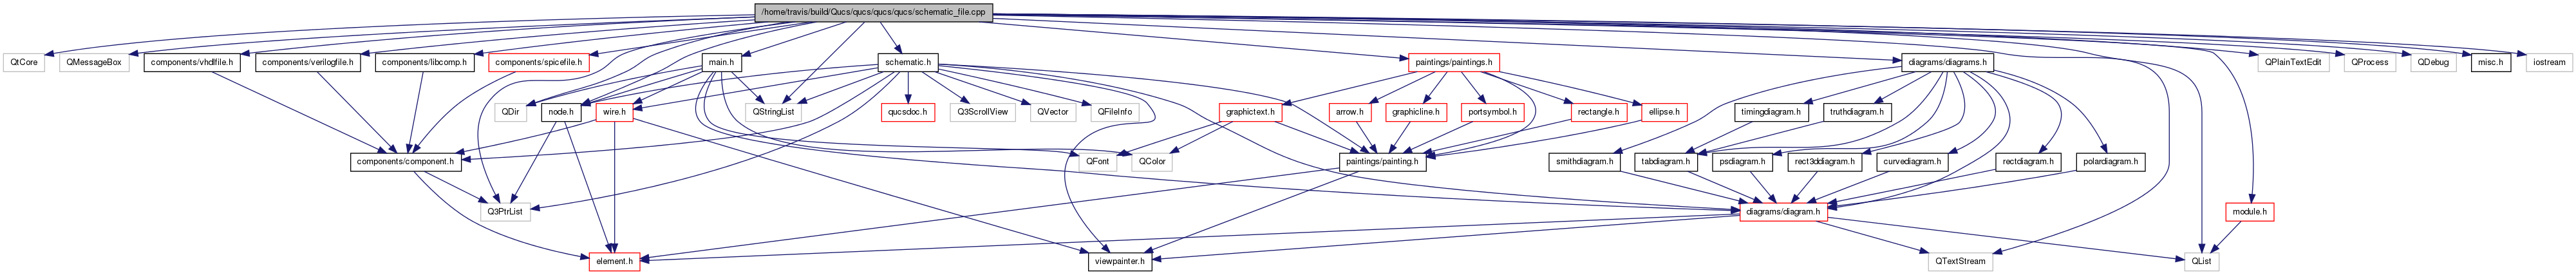 /home/travis/build/Qucs/qucs/qucs/qucs/schematic_file.cpp
QtCore
QMessageBox
components/vhdlfile.h
components/verilogfile.h
components/libcomp.h
components/spicefile.h
main.h
schematic.h
paintings/paintings.h
diagrams/diagrams.h
QPlainTextEdit
QProcess
QDebug
misc.h
iostream
QDir
node.h
wire.h
QStringList
qucsdoc.h
Q3ScrollView
QVector
QFileInfo
graphictext.h
arrow.h
graphicline.h
portsymbol.h
rectangle.h
ellipse.h
timingdiagram.h
truthdiagram.h
components/component.h
QFont
QColor
paintings/painting.h
smithdiagram.h
tabdiagram.h
psdiagram.h
rect3ddiagram.h
curvediagram.h
rectdiagram.h
polardiagram.h
Q3PtrList
diagrams/diagram.h
module.h
element.h
viewpainter.h
QTextStream
QList